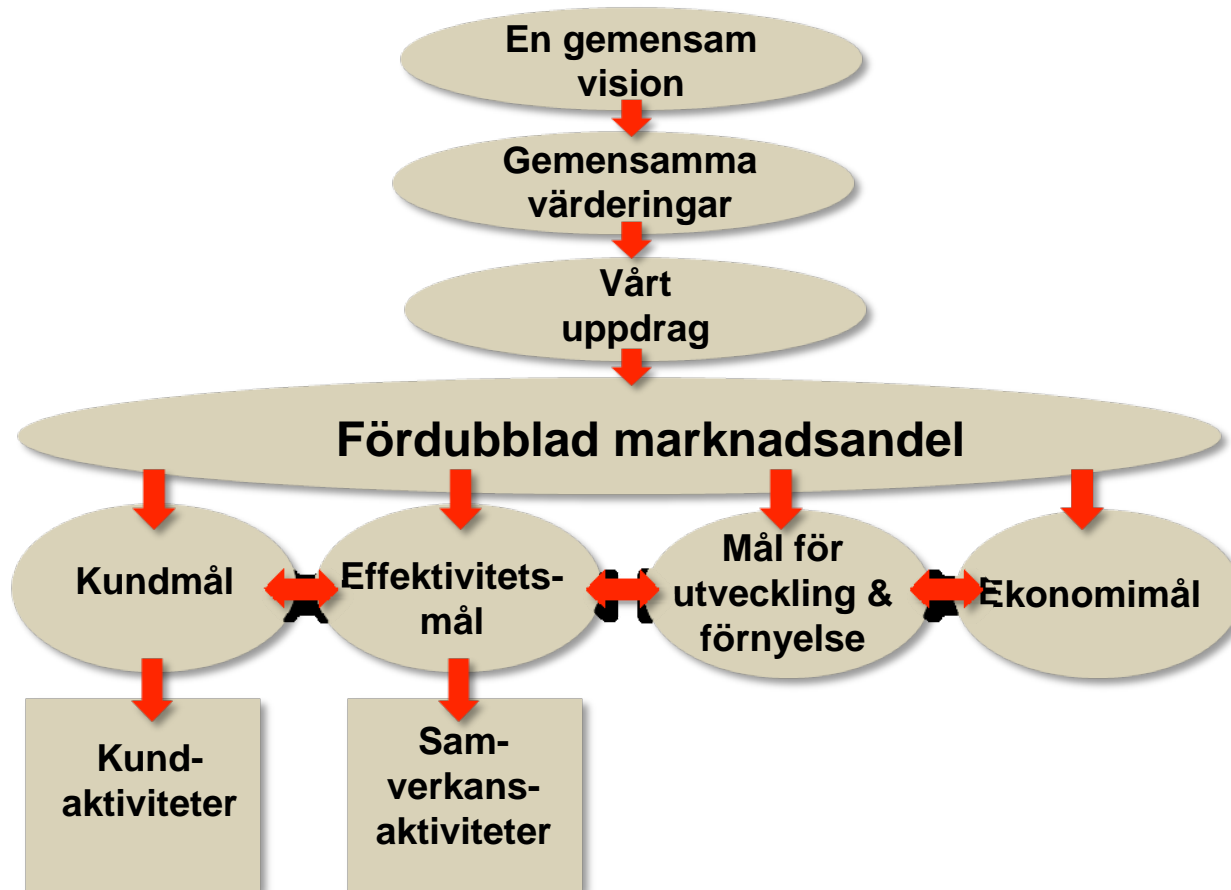 En gemensam
vision
Gemensamma
värderingar
Vårt
uppdrag
Fördubblad marknadsandel
Kundmål
Effektivitets-
mål
Mål för
utveckling &
förnyelse
Ekonomimål
Kund-
aktiviteter
Sam-
verkans-
aktiviteter